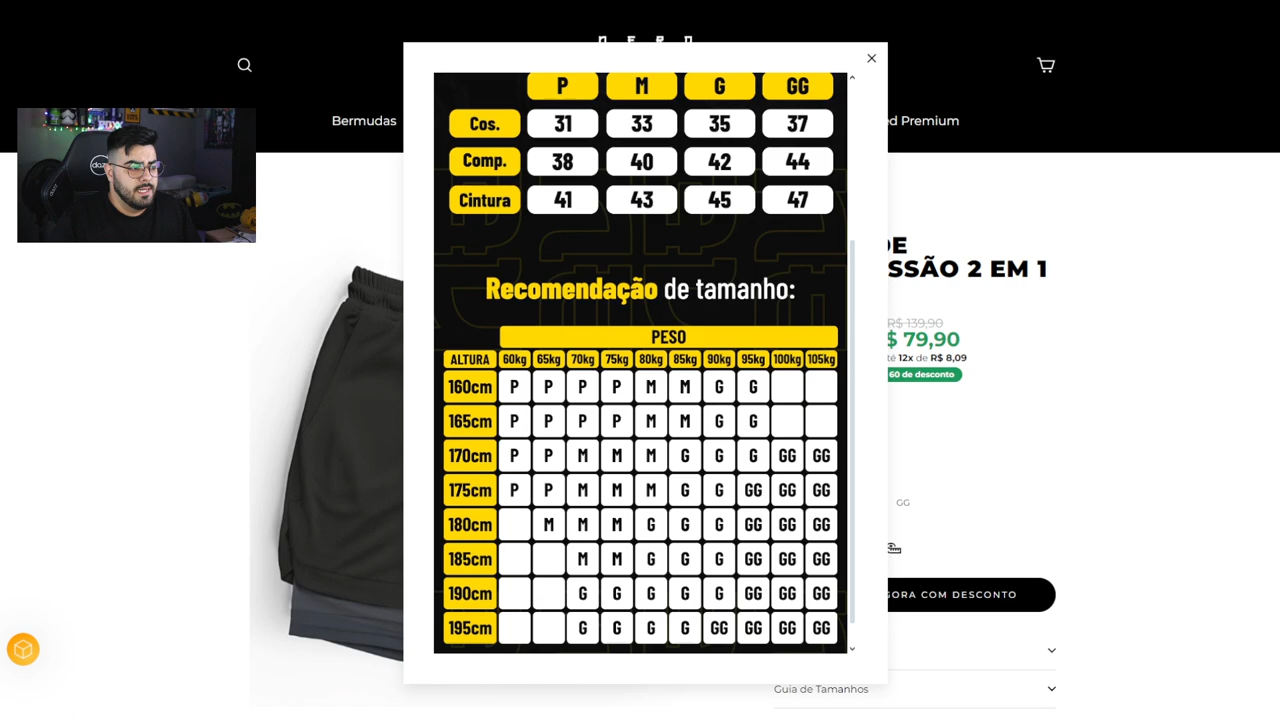 NERD
Bermudas
ed Premium
P M G GG
Cos. 31 33 35 37
Comp. 38 40 42 44
Cintura 41 43 45 47
Recomendação de tamanho:
PESO
ALTURA 60kg 65kg 70kg 75kg 80kg 85kg 90kg 95kg 100kg 105kg
160cm P P P P M M G G
165cm P P P P M M G G
170cm P P M M M G G G GG GG
175cm P P M M M G G GG GG GG
180cm M M M G G G GG GG GG
185cm M M G G G GG GG GG
190cm G G G G G GG GG GG
195cm G G G G GG GG GG GG
DE
SSÃO 2 EM 1
R$ 139,90
$ 79,90
té 12x de R$ 8,09
60 de desconto
GG
GORA COM DESCONTO
Guia de Tamanhos